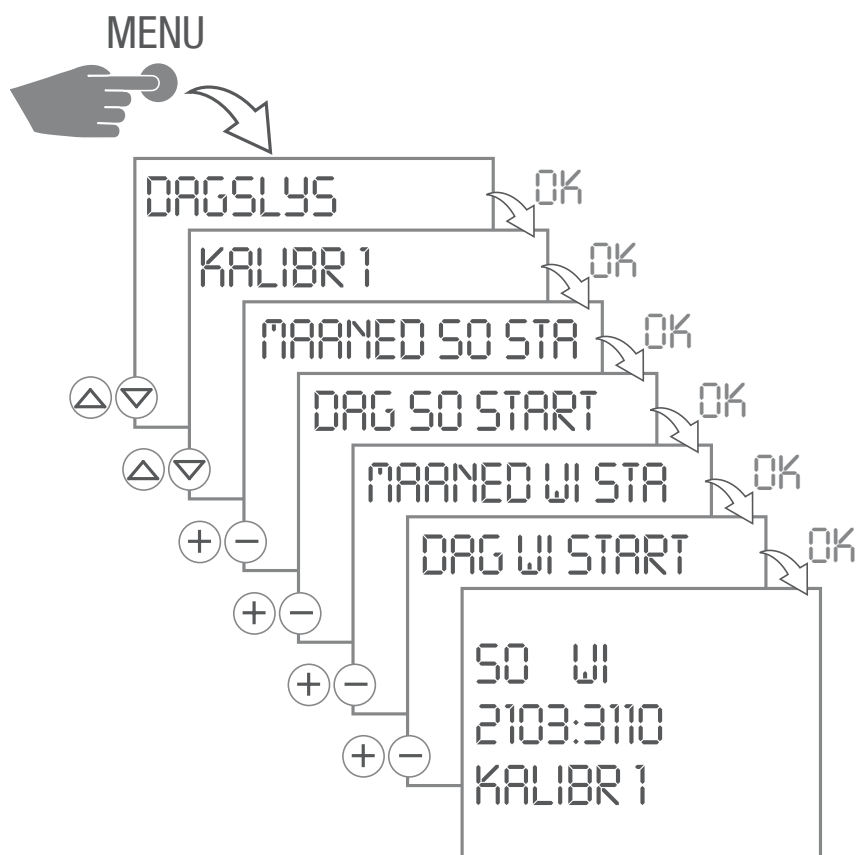 MENU
DAGSLYS
OK
KALIBR 1
OK
MAANED SO STA
OK
DAG SO START
OK
MAANED WI STA
OK
DAG WI START
OK
SO WI
2103:3110
KALIBR 1